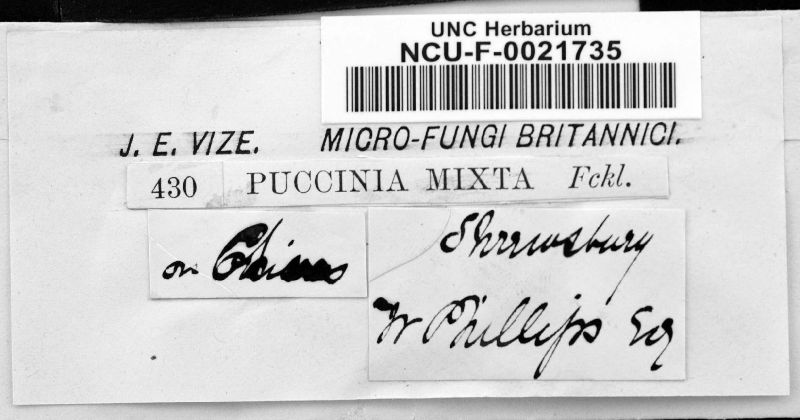 UNC Herbarium
NCU-F-0021735
J. E. VIZE. MICRO-FUNGI BRITANNICI.
430 PUCCINIA MIXTA Fckl.
on Chives
Shrewsbury
W Phillips Esq